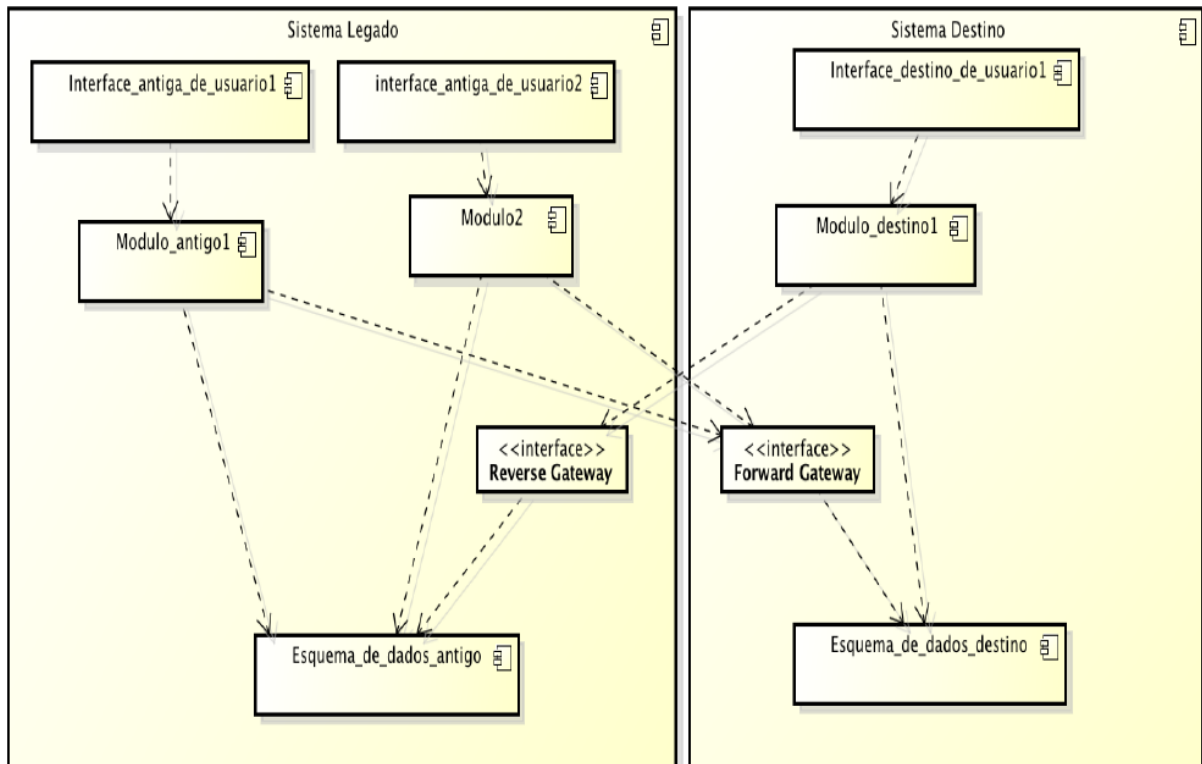 Sistema Legado
Sistema Destino
Interface_antiga_de_usuario1
interface_antiga_de_usuario2
Interface_destino_de_usuario1
Modulo_antigo1
Modulo2
Modulo_destino1
<<interface>>
Reverse Gateway
<<interface>>
Forward Gateway
Esquema_de_dados_antigo
Esquema_de_dados_destino